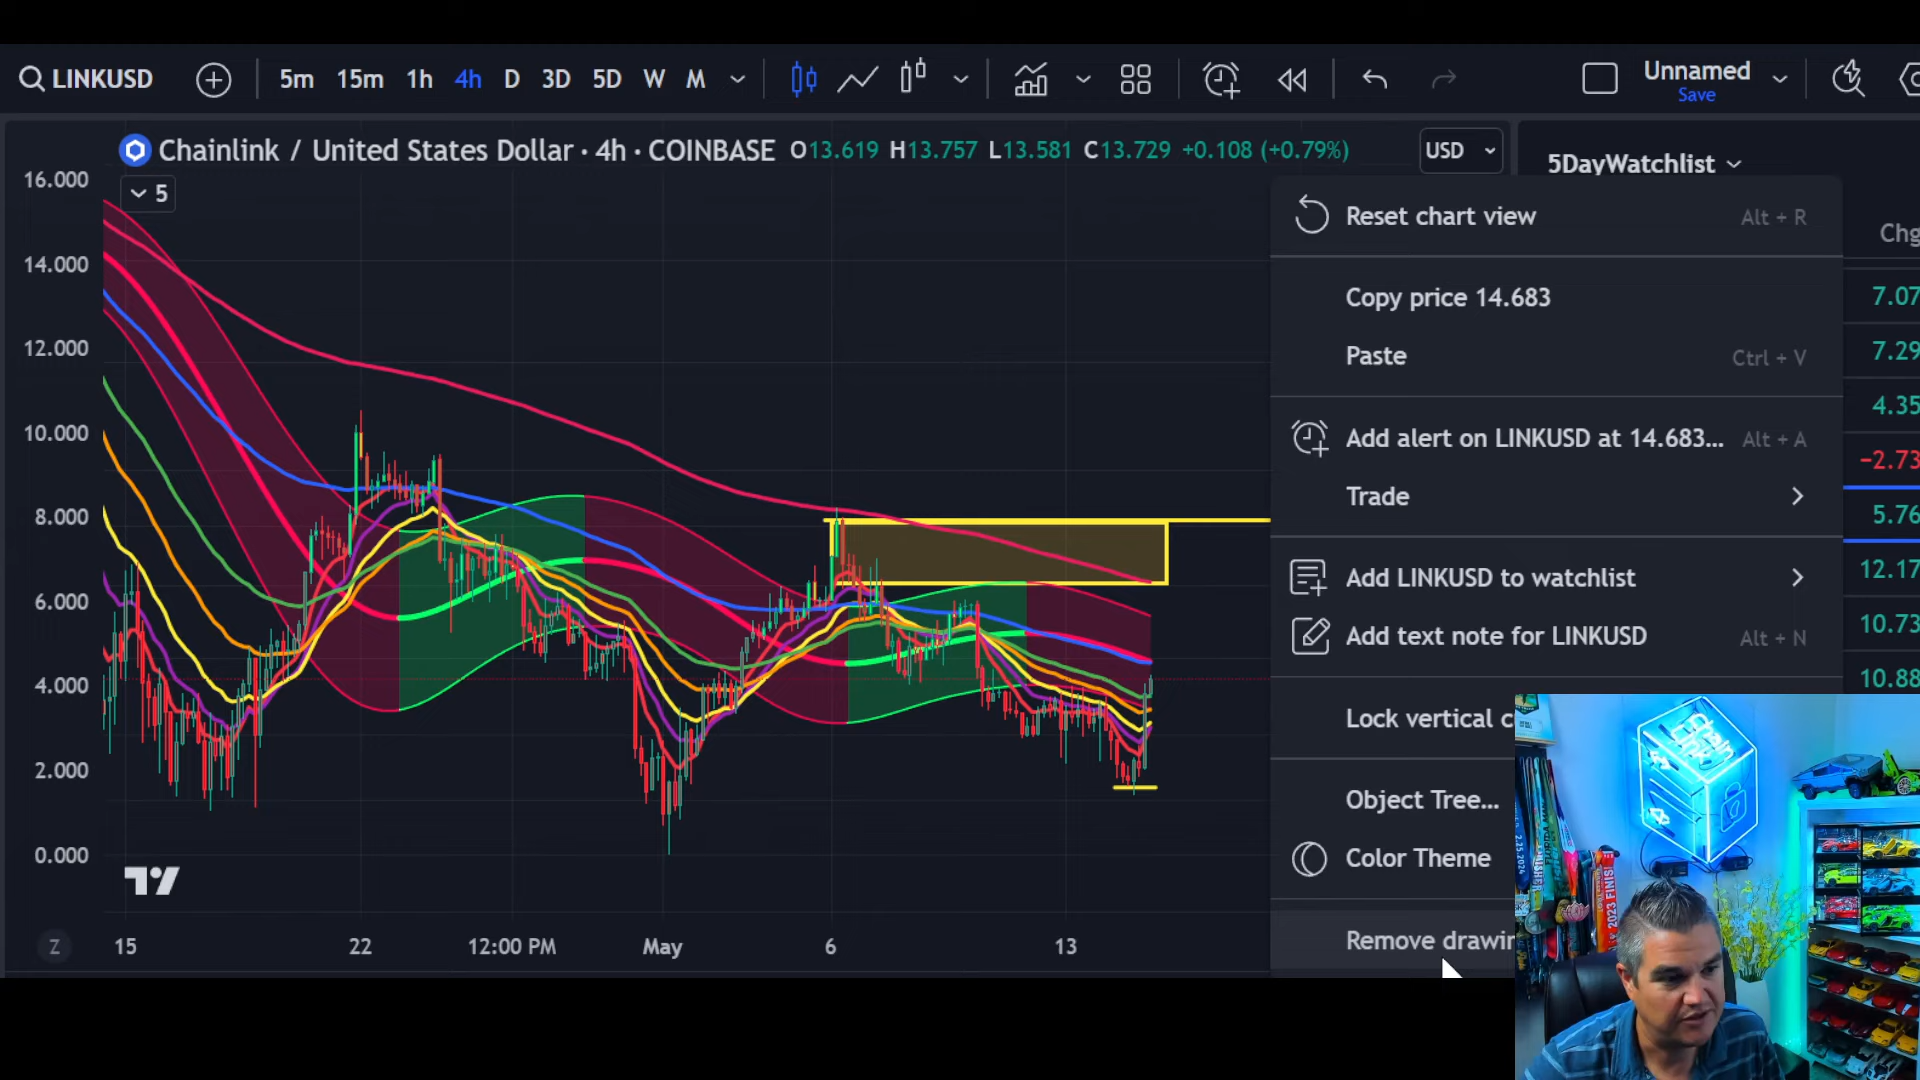 LINKUSD 5m 15m 1h 4h D 3D 5D W M Unnamed
Save
Chainlink / United States Dollar · 4h · COINBASE O13.619 H13.757 L13.581 C13.729 +0.108 (+0.79%) USD
5DayWatchlist
5
16.000
14.000
12.000
10.000
8.000
6.000
4.000
2.000
0.000
Z 15 22 12:00 PM May 6 13
Reset chart view Alt + R
Copy price 14.683
Paste Ctrl + V
Add alert on LINKUSD at 14.683... Alt + A
Trade
Add LINKUSD to watchlist
Add text note for LINKUSD Alt + N
Lock vertical c
Object Tree...
Color Theme
Remove drawin
Chg
7.07
7.29
4.35
−2.73
5.76
12.17
10.73
10.88
Chain
Link